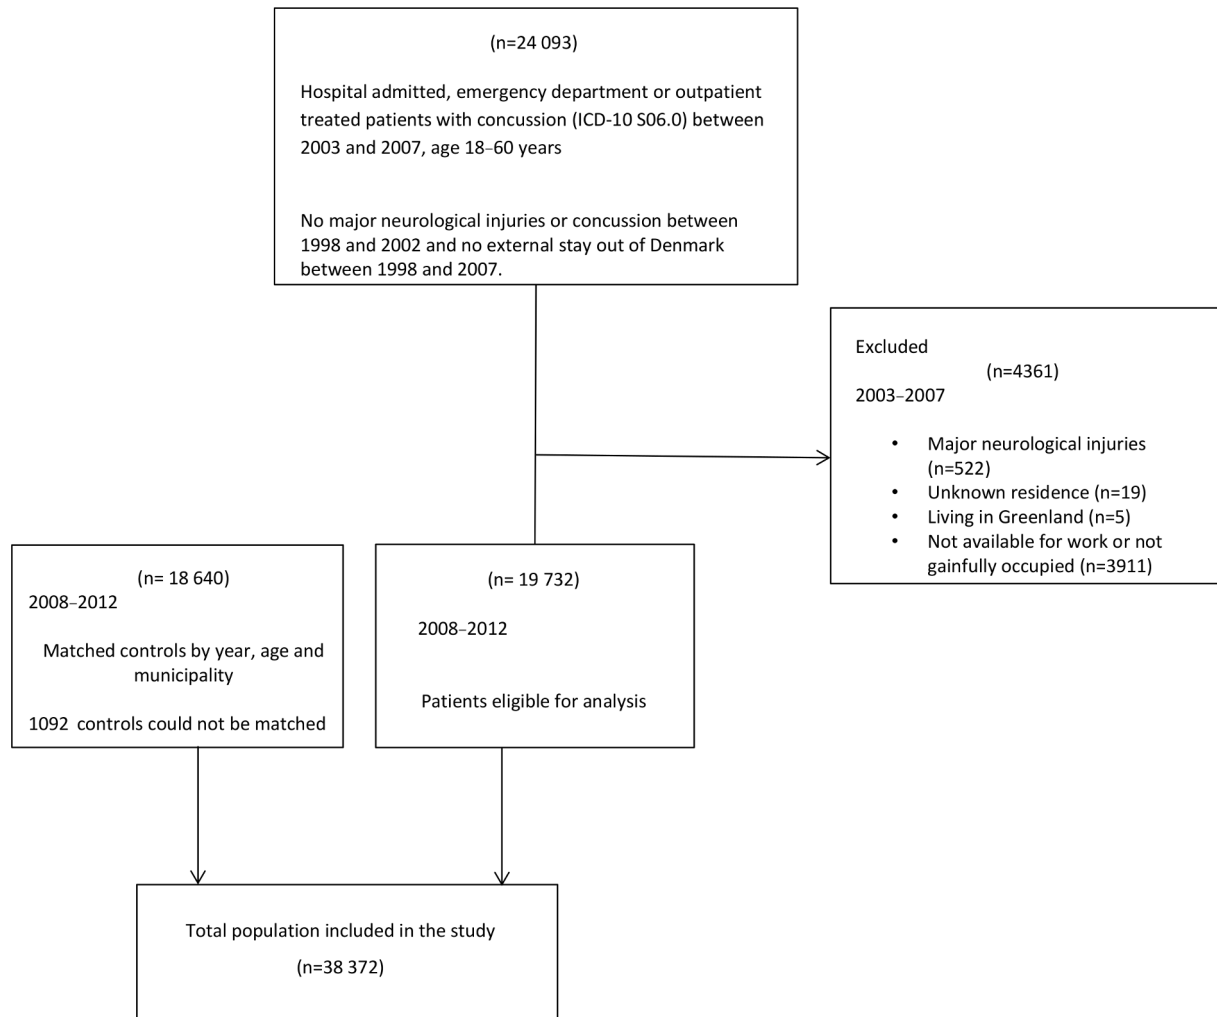 (n=24 093)
Hospital admitted, emergency department or outpatient
treated patients with concussion (ICD-10 S06.0) between
2003 and 2007, age 18–60 years
No major neurological injuries or concussion between
1998 and 2002 and no external stay out of Denmark
between 1998 and 2007.
Excluded
(n=4361)
2003–2007
• Major neurological injuries
(n=522)
• Unknown residence (n=19)
• Living in Greenland (n=5)
• Not available for work or not
gainfully occupied (n=3911)
(n= 18 640)
2008–2012
Matched controls by year, age and
municipality
1092 controls could not be matched
(n= 19 732)
2008–2012
Patients eligible for analysis
Total population included in the study
(n=38 372)